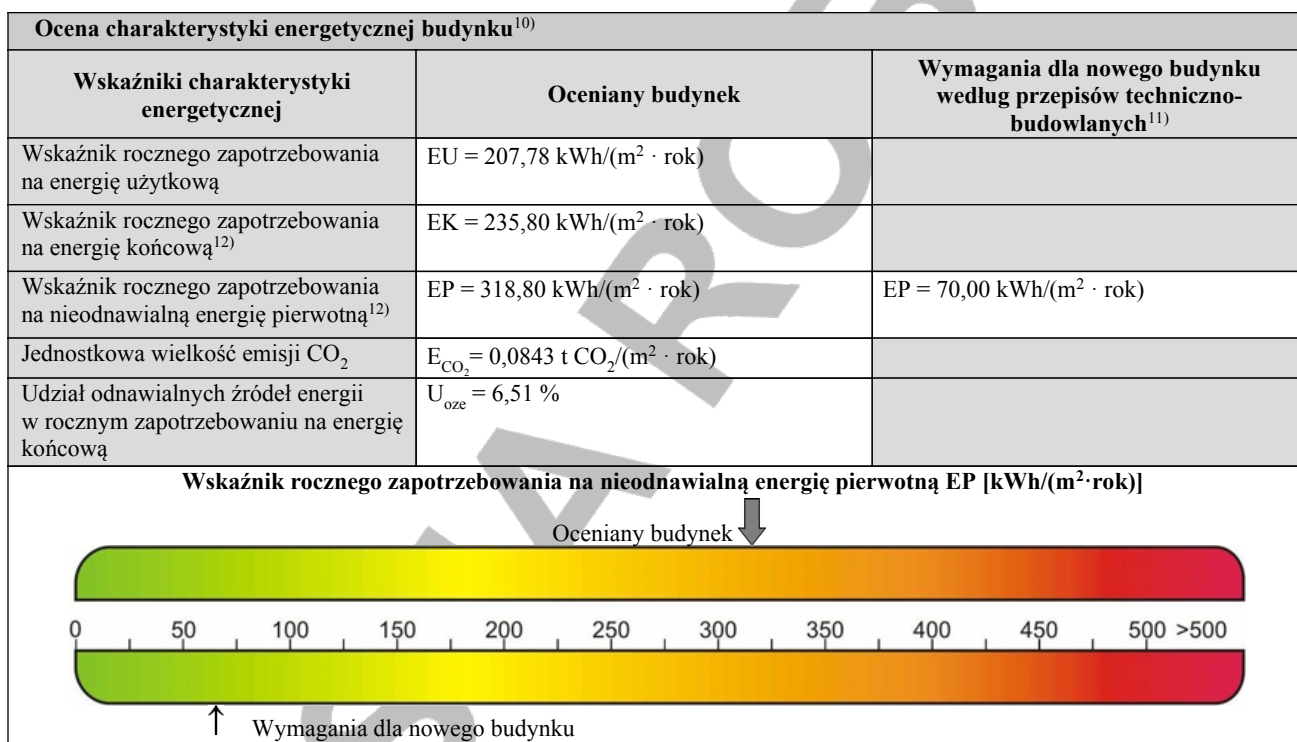 Ocena charakterystyki energetycznej budynku¹⁰⁾
Wskaźniki charakterystyki
energetycznej
Oceniany budynek
Wymagania dla nowego budynku
według przepisów techniczno-
budowlanych¹¹⁾
Wskaźnik rocznego zapotrzebowania
na energię użytkową
EU = 207,78 kWh/(m² · rok)
Wskaźnik rocznego zapotrzebowania
na energię końcową¹²⁾
EK = 235,80 kWh/(m² · rok)
Wskaźnik rocznego zapotrzebowania
na nieodnawialną energię pierwotną¹²⁾
EP = 318,80 kWh/(m² · rok)
EP = 70,00 kWh/(m² · rok)
Jednostkowa wielkość emisji CO₂
E_CO₂ = 0,0843 t CO₂/(m² · rok)
Udział odnawialnych źródeł energii
w rocznym zapotrzebowaniu na energię
końcową
U_oze = 6,51 %
Wskaźnik rocznego zapotrzebowania na nieodnawialną energię pierwotną EP [kWh/(m²·rok)]
Oceniany budynek
0 50 100 150 200 250 300 350 400 450 500 >500
Wymagania dla nowego budynku